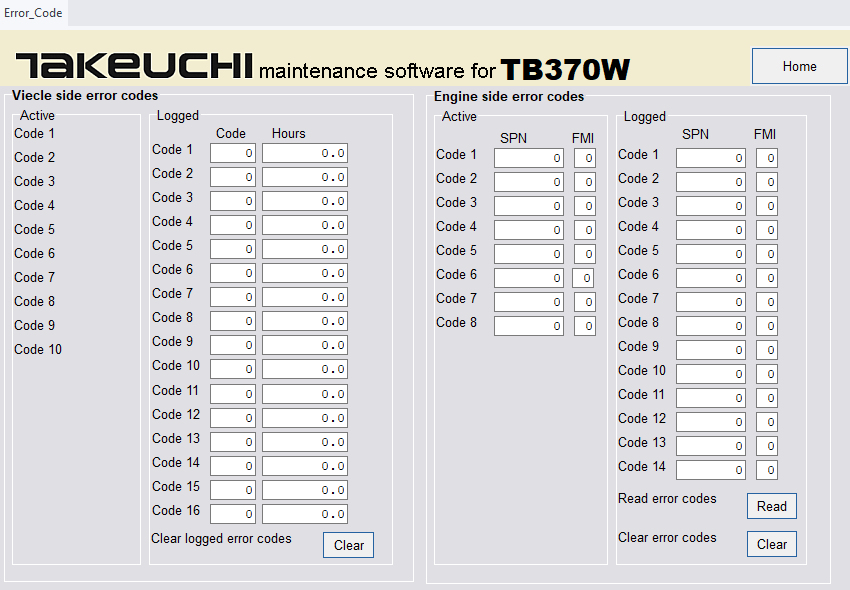 Error_Code
TAKEUCHI maintenance software for TB370W
Home
Viecle side error codes
Active
Code 1
Code 2
Code 3
Code 4
Code 5
Code 6
Code 7
Code 8
Code 9
Code 10
Logged
Code Hours
Code 1 0 0.0
Code 2 0 0.0
Code 3 0 0.0
Code 4 0 0.0
Code 5 0 0.0
Code 6 0 0.0
Code 7 0 0.0
Code 8 0 0.0
Code 9 0 0.0
Code 10 0 0.0
Code 11 0 0.0
Code 12 0 0.0
Code 13 0 0.0
Code 14 0 0.0
Code 15 0 0.0
Code 16 0 0.0
Clear logged error codes Clear
Engine side error codes
Active
SPN FMI
Code 1 0 0
Code 2 0 0
Code 3 0 0
Code 4 0 0
Code 5 0 0
Code 6 0 0
Code 7 0 0
Code 8 0 0
Logged
SPN FMI
Code 1 0 0
Code 2 0 0
Code 3 0 0
Code 4 0 0
Code 5 0 0
Code 6 0 0
Code 7 0 0
Code 8 0 0
Code 9 0 0
Code 10 0 0
Code 11 0 0
Code 12 0 0
Code 13 0 0
Code 14 0 0
Read error codes Read
Clear error codes Clear